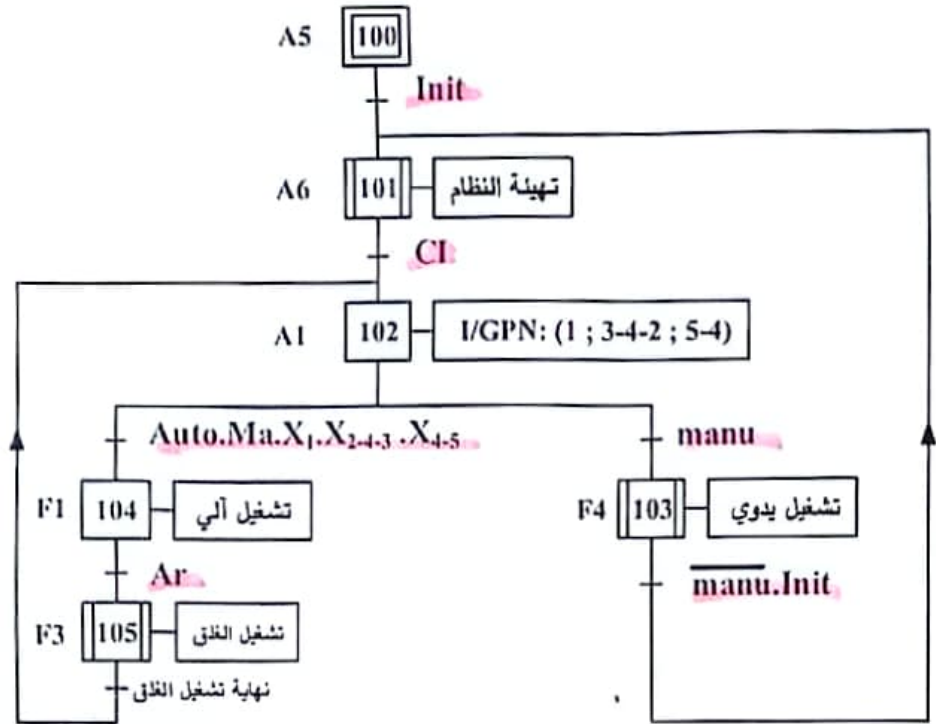 A5 100
Init
A6 101 تهيئة النظام
CI
A1 102 I/GPN: (1 ; 3-4-2 ; 5-4)
Auto.Ma.X₁.X₂₋₄₋₃.X₄₋₅ manu
F1 104 تشغيل آلي F4 103 تشغيل يدوي
Ar m̅a̅n̅u̅.Init
F3 105 تشغيل الغلق
نهاية تشغيل الغلق